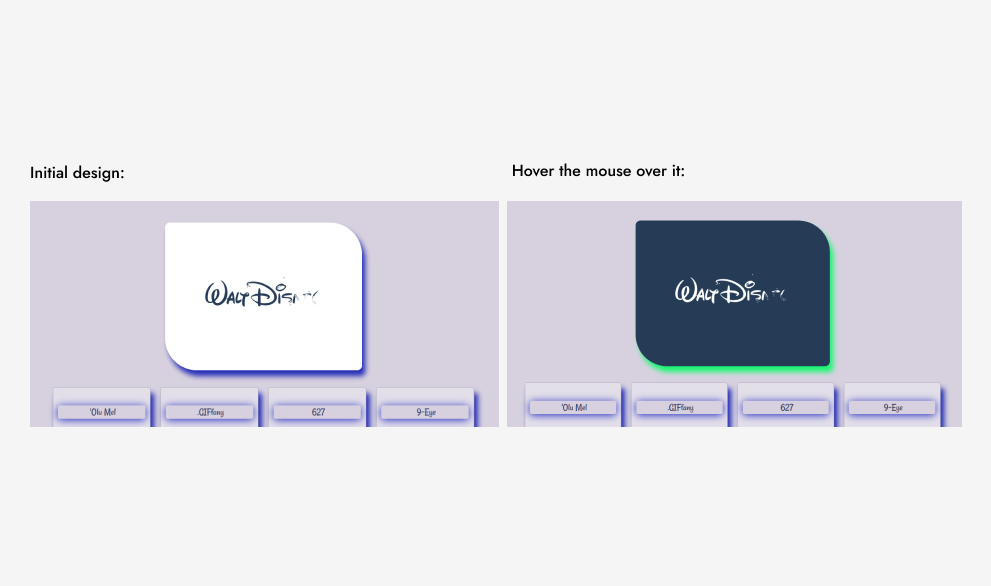 Initial design:
Hover the mouse over it:
WALT DISNEY
'Olu Mel
.GIFfany
627
9-Eye
WALT DISNEY
'Olu Mel
.GIFfany
627
9-Eye